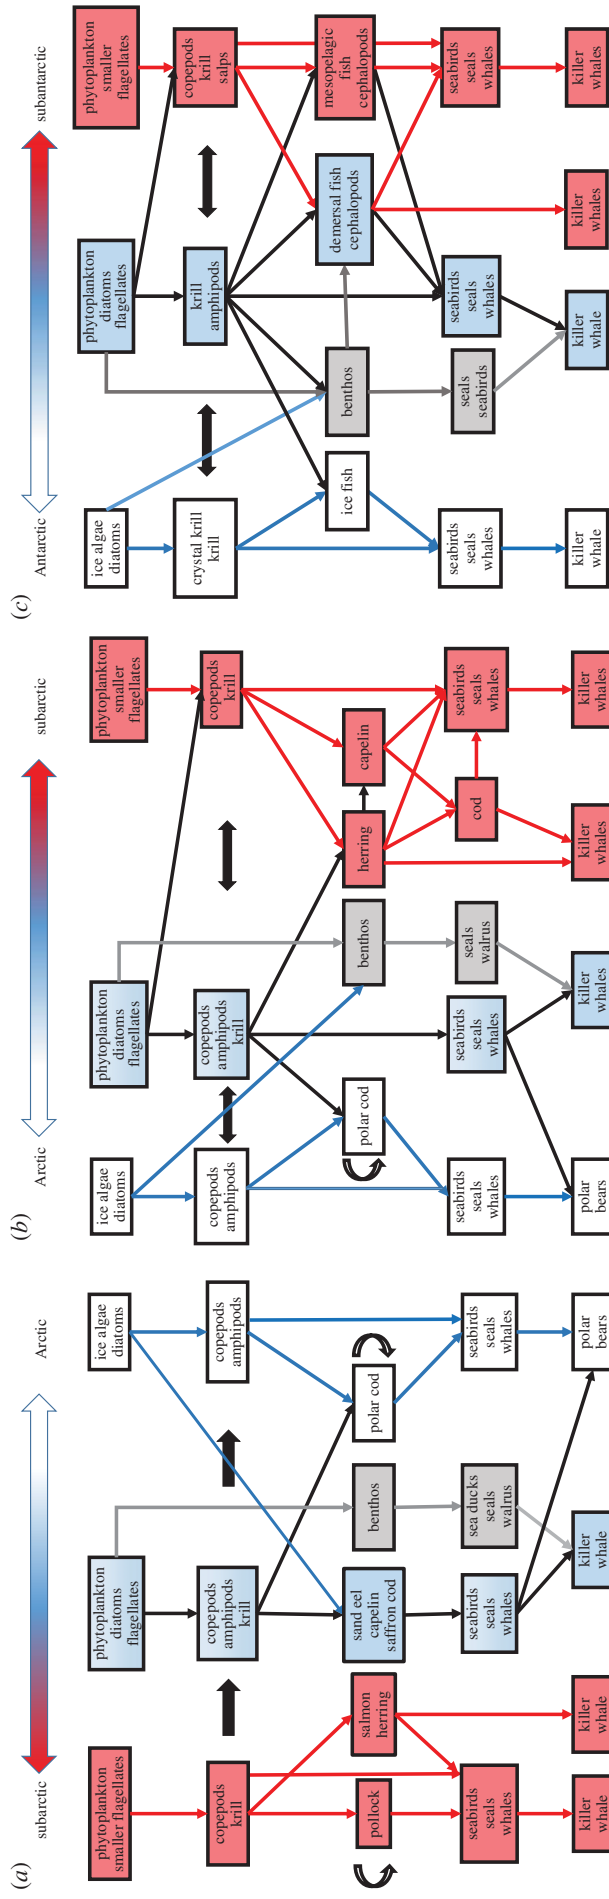 (a)
subarctic
Arctic
phytoplankton
smaller flagellates
phytoplankton
diatoms
flagellates
ice algae
diatoms
copepods
krill
copepods
amphipods
krill
copepods
amphipods
pollock
salmon
herring
sand eel
capelin
saffron cod
benthos
polar cod
seabirds
seals
whales
seabirds
seals
whales
sea ducks
seals
walrus
seabirds
seals
whales
killer
whale
killer
whale
killer
whale
polar
bears
(b)
Arctic
subarctic
ice algae
diatoms
phytoplankton
diatoms
flagellates
phytoplankton
smaller
flagellates
copepods
amphipods
copepods
amphipods
krill
copepods
krill
polar cod
benthos
herring
capelin
seabirds
seals
whales
seabirds
seals
whales
seals
walrus
cod
seabirds
seals
whales
polar
bears
killer
whales
killer
whales
killer
whales
(c)
Antarctic
subantarctic
ice algae
diatoms
phytoplankton
diatoms
flagellates
phytoplankton
smaller
flagellates
crystal krill
krill
krill
amphipods
copepods
krill
salps
ice fish
benthos
demersal fish
cephalopods
mesopelagic
fish
cephalopods
seabirds
seals
whales
seals
seabirds
seabirds
seals
whales
seabirds
seals
whales
killer
whale
killer
whale
killer
whales
killer
whales